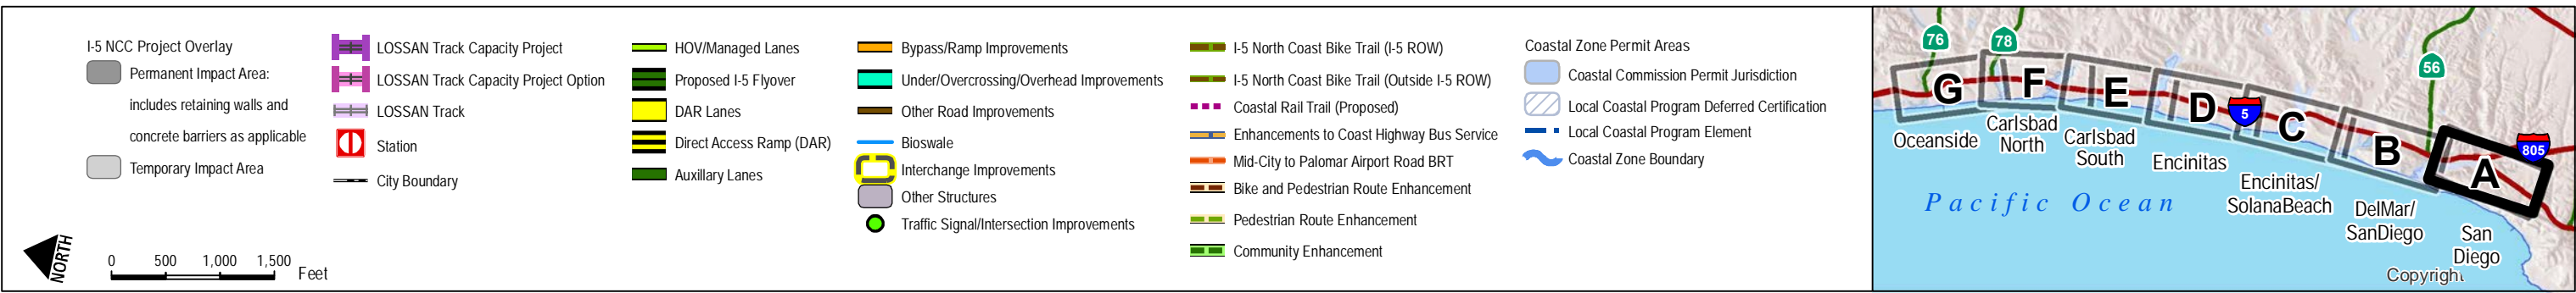 I-5 NCC Project Overlay
Permanent Impact Area:
includes retaining walls and
concrete barriers as applicable
Temporary Impact Area
NORTH
0 500 1,000 1,500
Feet
LOSSAN Track Capacity Project
LOSSAN Track Capacity Project Option
LOSSAN Track
Station
City Boundary
HOV/Managed Lanes
Proposed I-5 Flyover
DAR Lanes
Direct Access Ramp (DAR)
Auxillary Lanes
Bypass/Ramp Improvements
Under/Overcrossing/Overhead Improvements
Other Road Improvements
Bioswale
Interchange Improvements
Other Structures
Traffic Signal/Intersection Improvements
I-5 North Coast Bike Trail (I-5 ROW)
I-5 North Coast Bike Trail (Outside I-5 ROW)
Coastal Rail Trail (Proposed)
Enhancements to Coast Highway Bus Service
Mid-City to Palomar Airport Road BRT
Bike and Pedestrian Route Enhancement
Pedestrian Route Enhancement
Community Enhancement
Coastal Zone Permit Areas
Coastal Commission Permit Jurisdiction
Local Coastal Program Deferred Certification
Local Coastal Program Element
Coastal Zone Boundary
76
78
56
5
805
G
F
E
D
C
B
A
Oceanside
Carlsbad
North
Carlsbad
South
Encinitas
Encinitas/
SolanaBeach
DelMar/
SanDiego
San
Diego
Pacific Ocean
Copyright